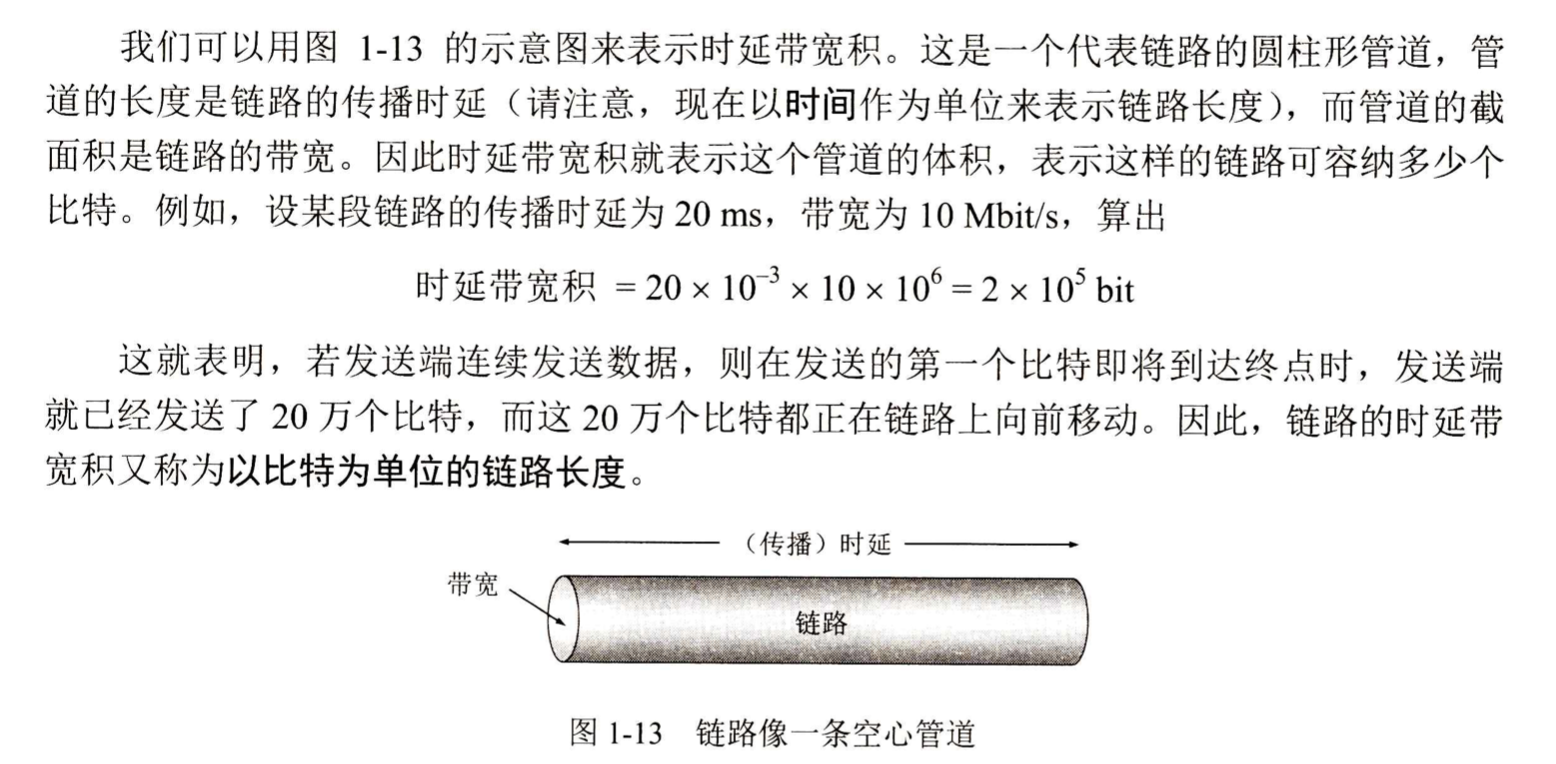 我们可以用图 1-13 的示意图来表示时延带宽积。这是一个代表链路的圆柱形管道，管
道的长度是链路的传播时延（请注意，现在以时间作为单位来表示链路长度），而管道的截
面积是链路的带宽。因此时延带宽积就表示这个管道的体积，表示这样的链路可容纳多少个
比特。例如，设某段链路的传播时延为 20 ms，带宽为 10 Mbit/s，算出
时延带宽积 = 20 × 10⁻³ × 10 × 10⁶ = 2 × 10⁵ bit
这就表明，若发送端连续发送数据，则在发送的第一个比特即将到达终点时，发送端
就已经发送了 20 万个比特，而这 20 万个比特都正在链路上向前移动。因此，链路的时延带
宽积又称为以比特为单位的链路长度。
（传播）时延
带宽
链路
图 1-13 链路像一条空心管道